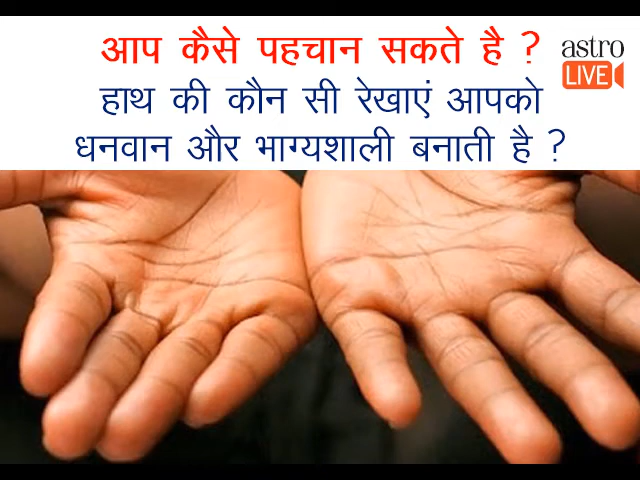 आप कैसे पहचान सकते है ?
astro
LIVE
हाथ की कौन सी रेखाएं आपको
धनवान और भाग्यशाली बनाती है ?